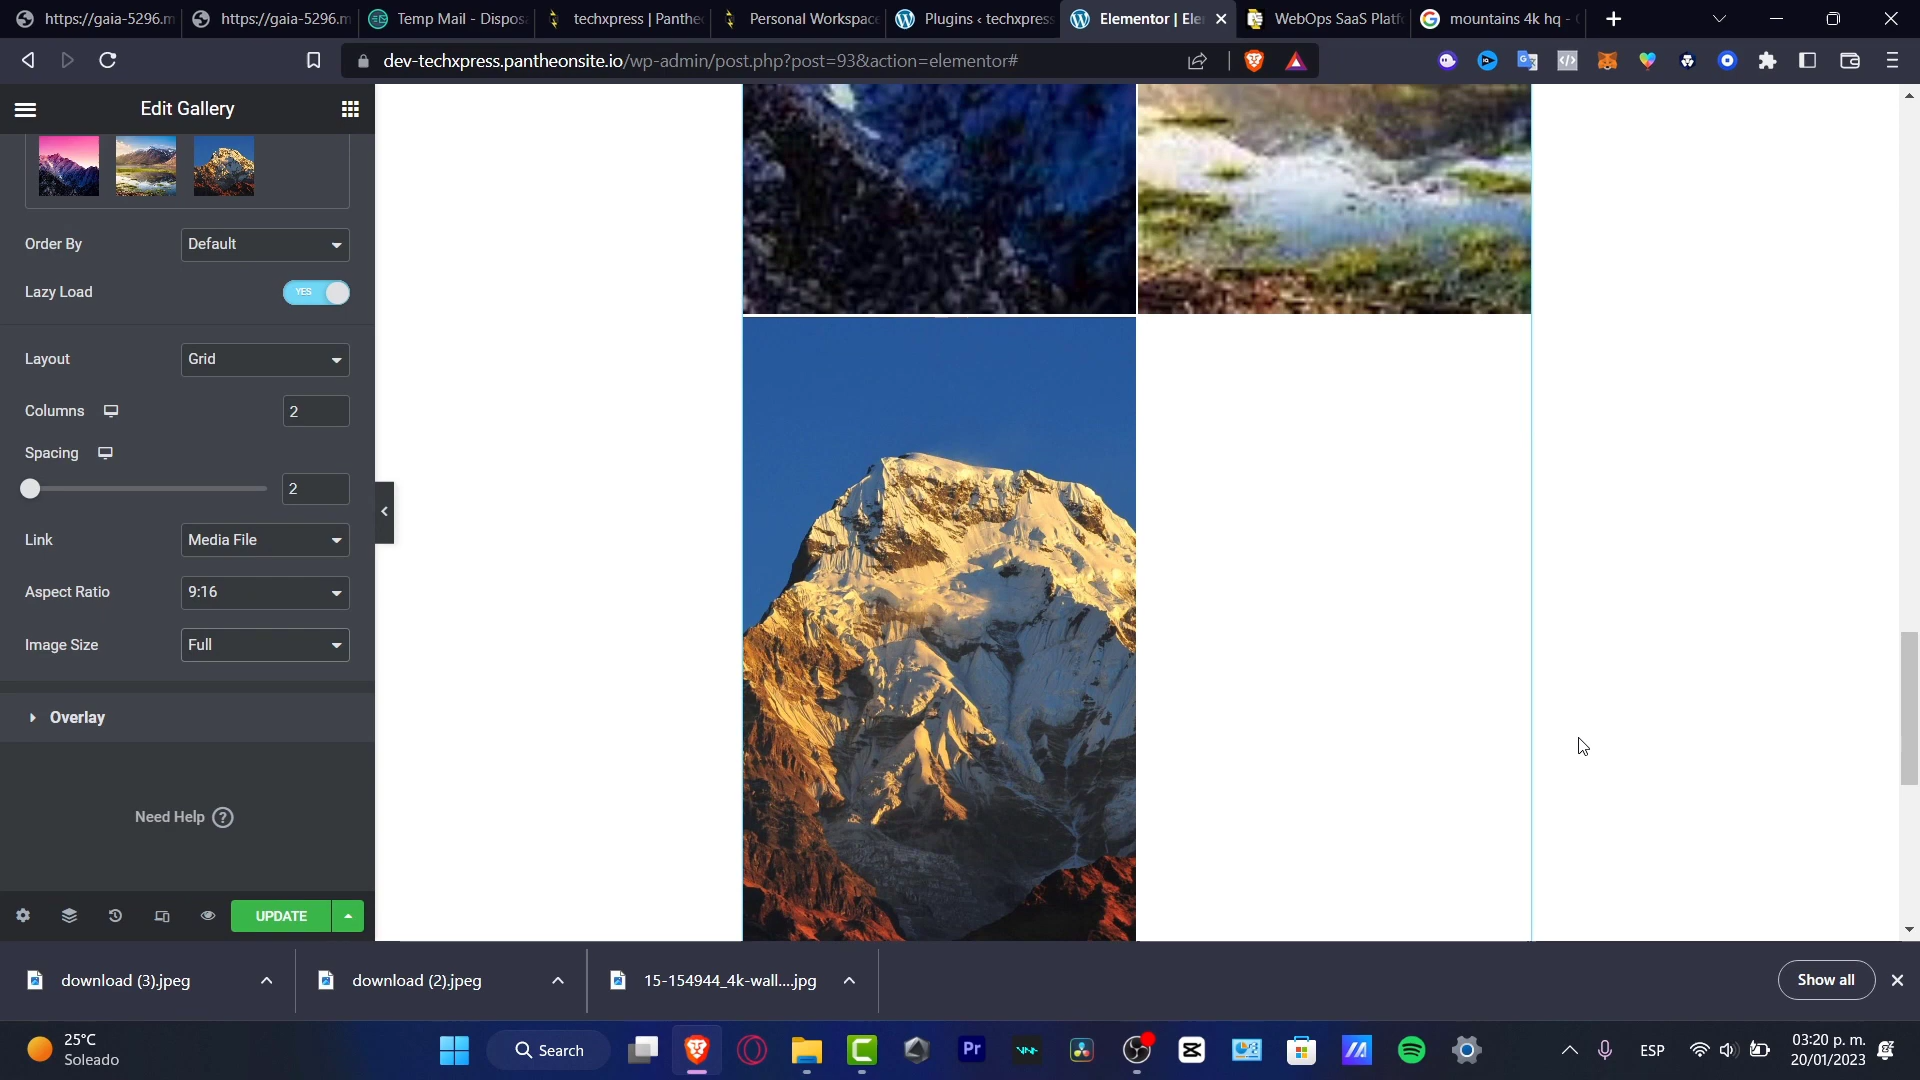 https://gaia-5296.m
https://gaia-5296.m
Temp Mail - Disposa
techxpress | Panthe
Personal Workspace
Plugins ‹ techxpress
Elementor | Ele
WebOps SaaS Platfo
mountains 4k hq -
dev-techxpress.pantheonsite.io/wp-admin/post.php?post=93&action=elementor#
Edit Gallery
Order By
Default
Lazy Load
YES
Layout
Grid
Columns
2
Spacing
2
Link
Media File
Aspect Ratio
9:16
Image Size
Full
Overlay
Need Help ?
UPDATE
download (3).jpeg
download (2).jpeg
15-154944_4k-wall....jpg
Show all
25°C
Soleado
Search
Pr
ESP
03:20 p. m.
20/01/2023